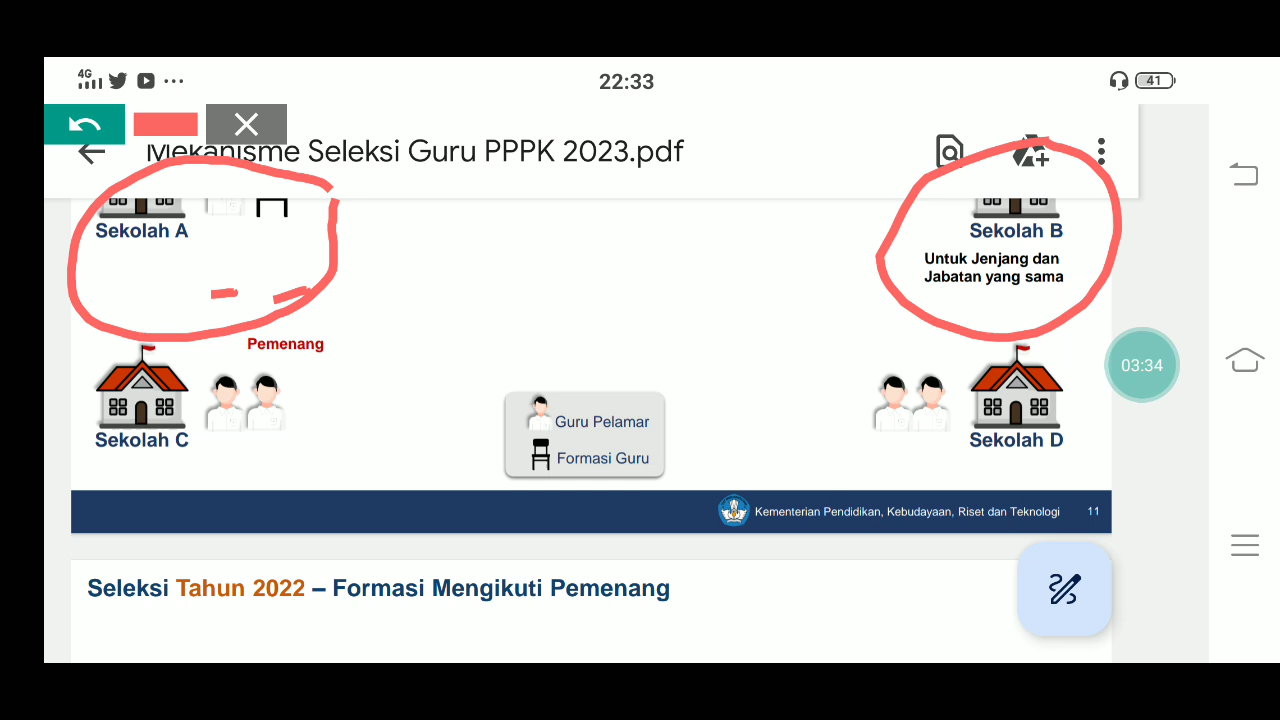 4G
22:33
41
Mekanisme Seleksi Guru PPPK 2023.pdf
Sekolah A
Sekolah B
Untuk Jenjang dan
Jabatan yang sama
Pemenang
03:34
Sekolah C
Guru Pelamar
Formasi Guru
Sekolah D
Kementerian Pendidikan, Kebudayaan, Riset dan Teknologi 11
Seleksi Tahun 2022 – Formasi Mengikuti Pemenang